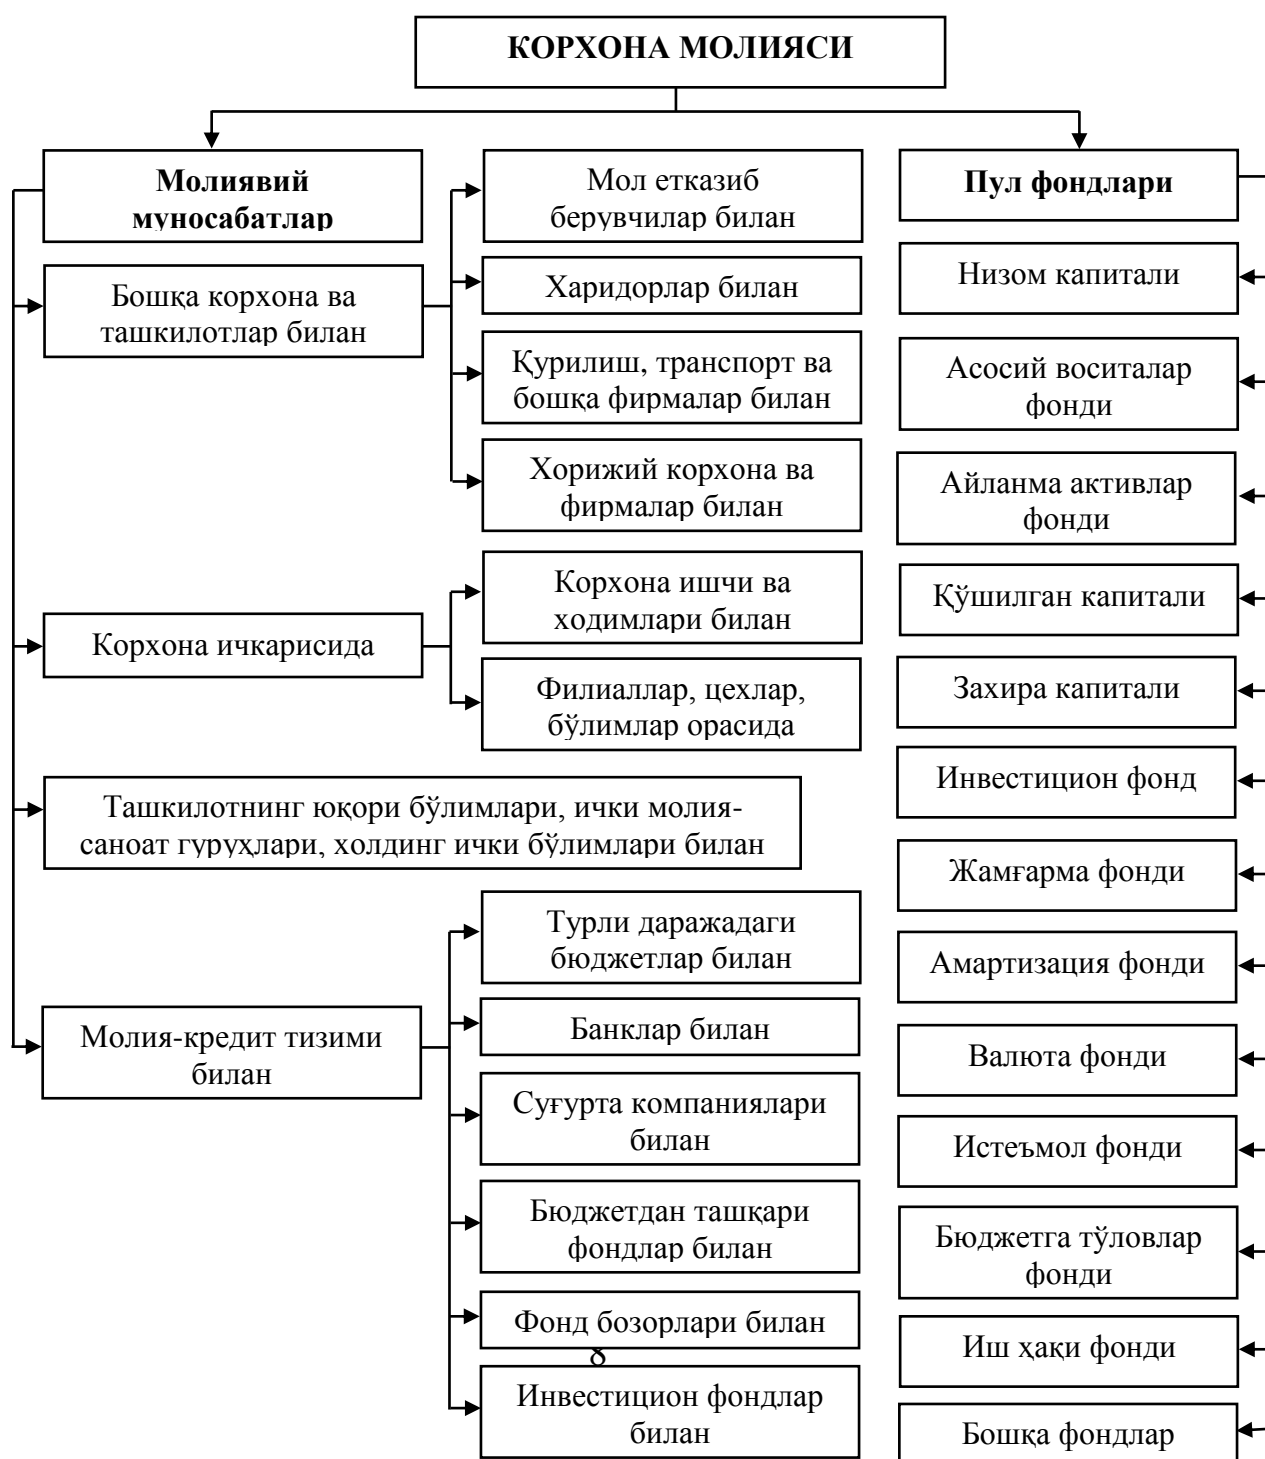 КОРХОНА МОЛИЯСИ
Молиявий
муносабатлар
Бошқа корхона ва
ташкилотлар билан
Мол етказиб
берувчилар билан
Харидорлар билан
Қурилиш, транспорт ва
бошқа фирмалар билан
Хорижий корхона ва
фирмалар билан
Корхона ичкарисида
Корхона ишчи ва
ходимлари билан
Филиаллар, цехлар,
бўлимлар орасида
Ташкилотнинг юқори бўлимлари, ички молия-
саноат гуруҳлари, холдинг ички бўлимлари билан
Молия-кредит тизими
билан
Турли даражадаги
бюджетлар билан
Банклар билан
Суғурта компаниялари
билан
Бюджетдан ташқари
фондлар билан
Фонд бозорлари билан
8
Инвестицион фондлар
билан
Пул фондлари
Низом капитали
Асосий воситалар
фонди
Айланма активлар
фонди
Қўшилган капитали
Захира капитали
Инвестицион фонд
Жамғарма фонди
Амартизация фонди
Валюта фонди
Истеъмол фонди
Бюджетга тўловлар
фонди
Иш ҳақи фонди
Бошқа фондлар